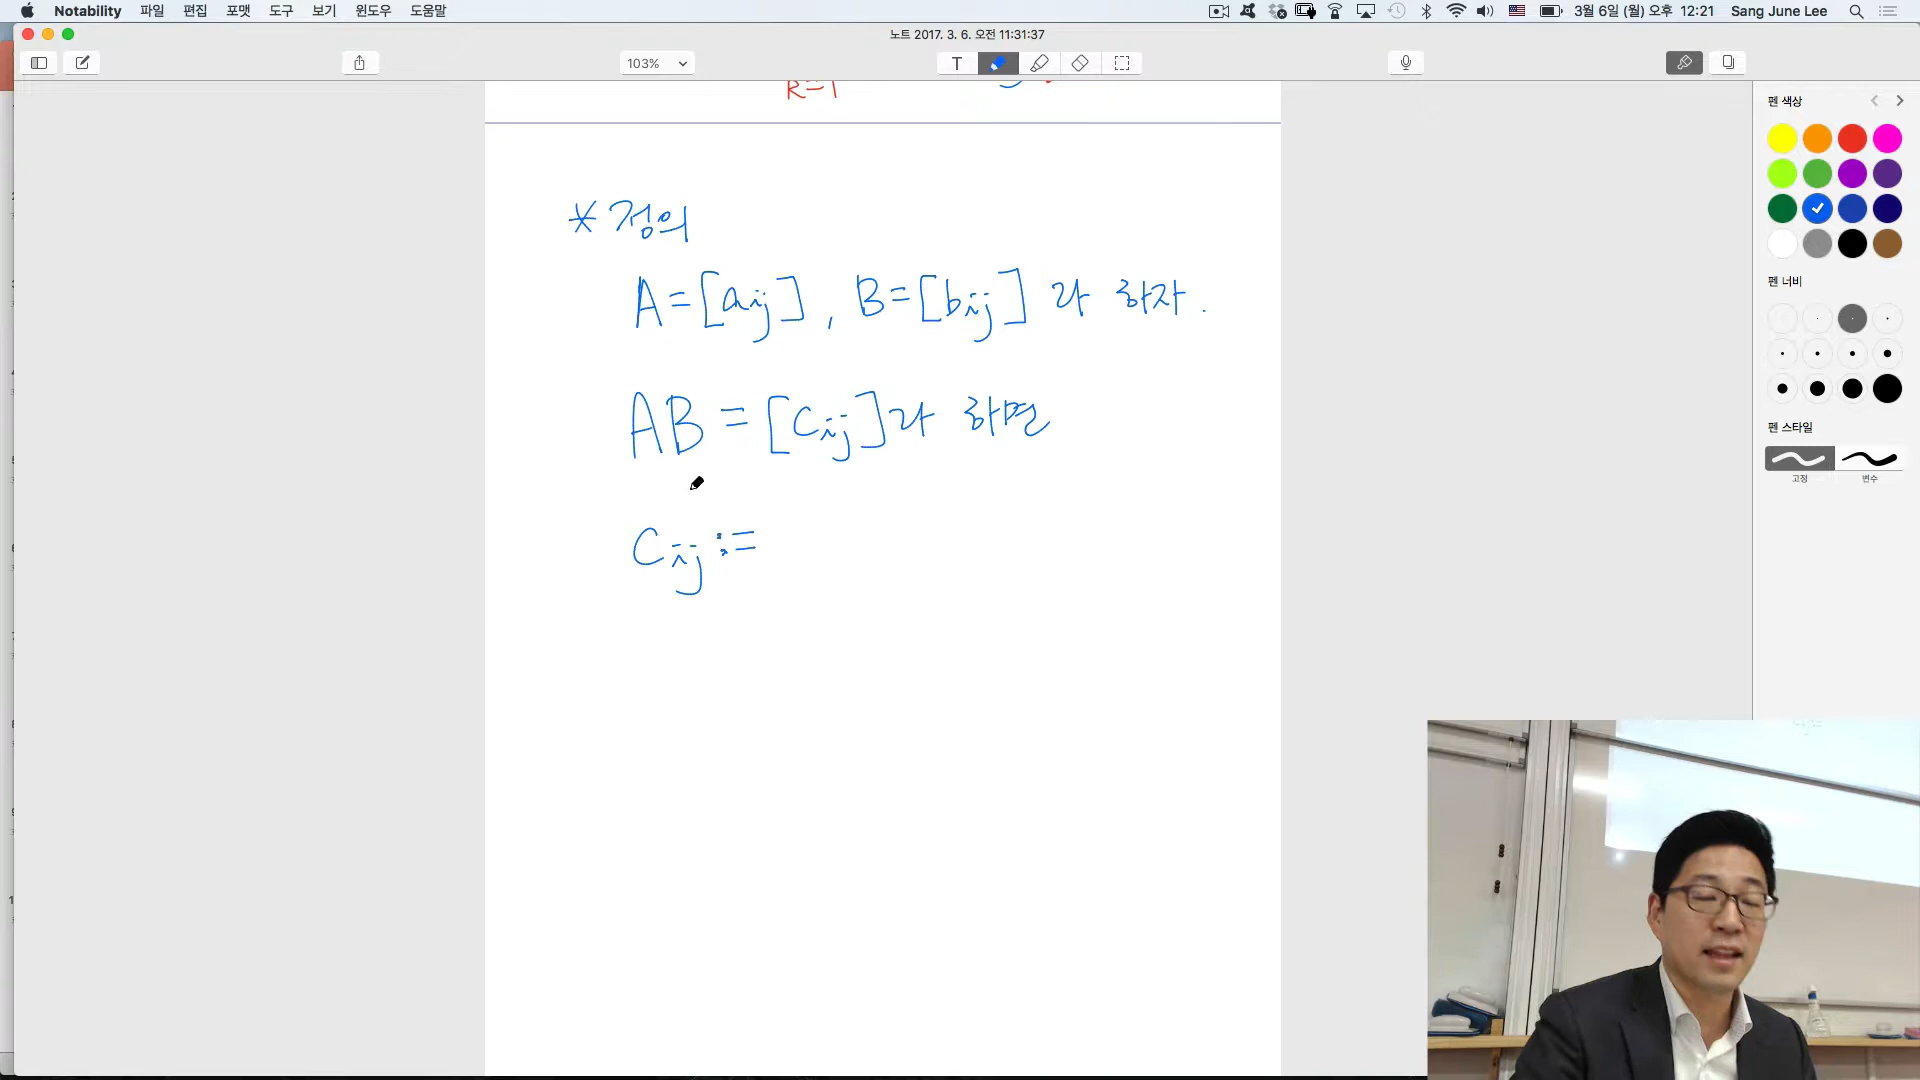 Notability 파일 편집 포맷 도구 보기 윈도우 도움말 3월 6일 (월) 오후 12:21 Sang June Lee
노트 2017. 3. 6. 오전 11:31:37
103% T
펜 색상
k=1
* 정의
A=[aij], B=[bij] 라 하자.
AB = [Cij]라 하면
Cij :=
펜 너비
펜 스타일
고정 변수